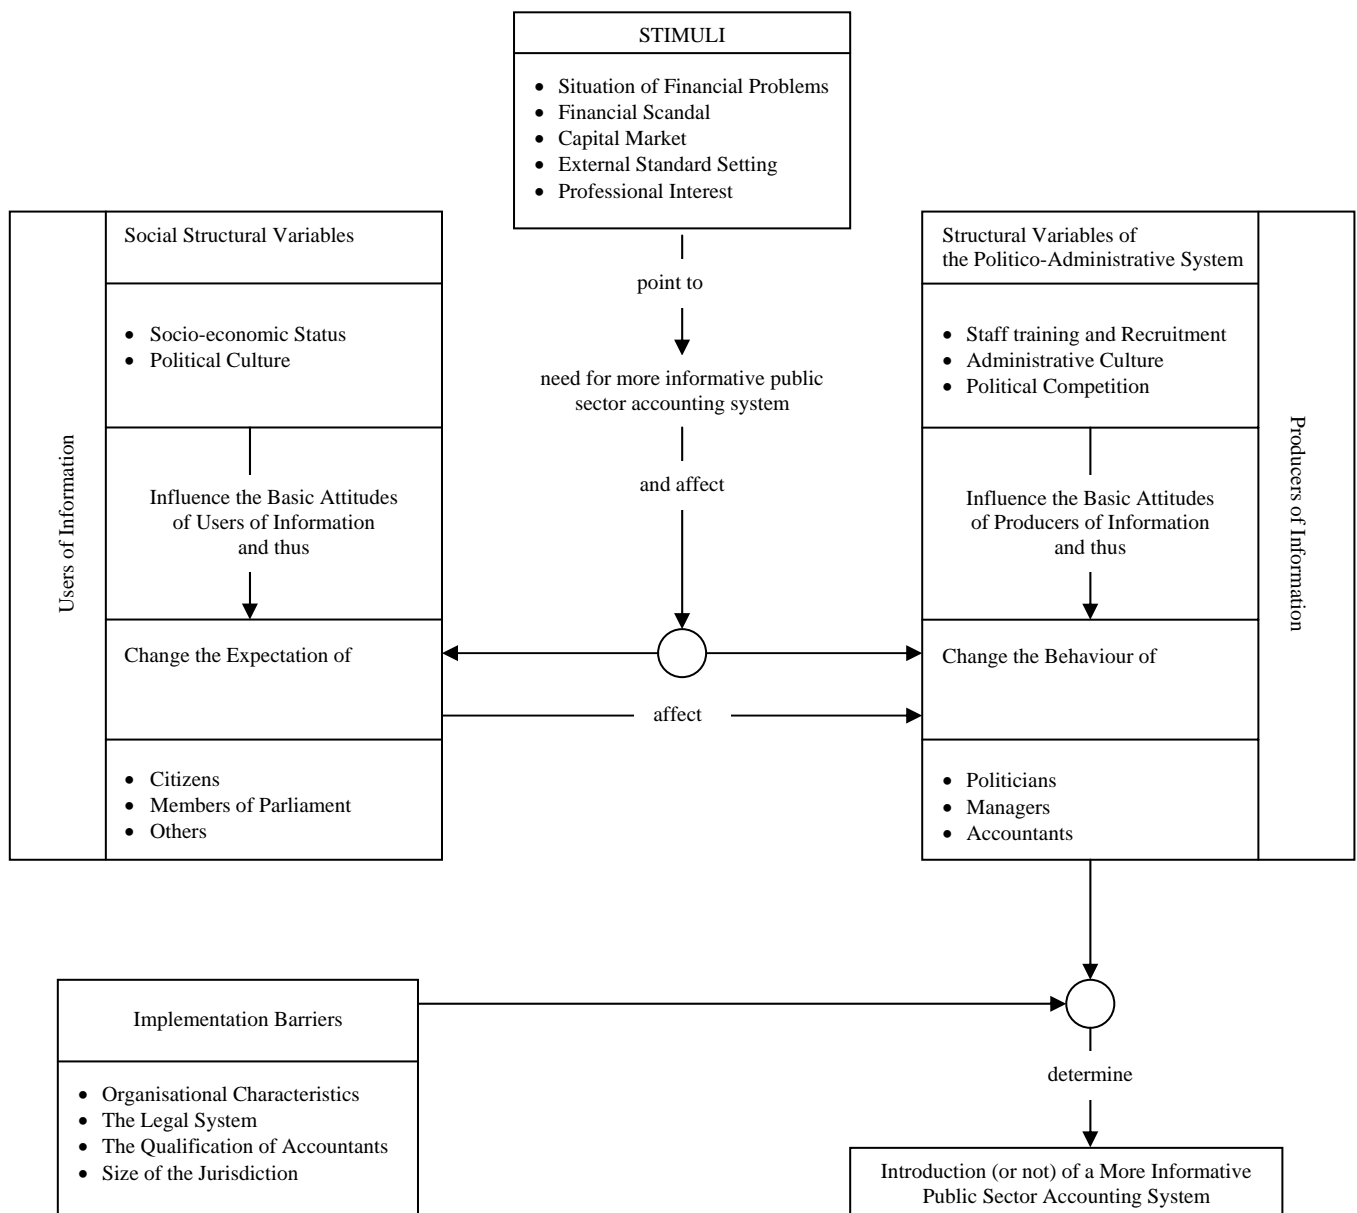 STIMULI
• Situation of Financial Problems
• Financial Scandal
• Capital Market
• External Standard Setting
• Professional Interest
point to
need for more informative public
sector accounting system
and affect
Users of Information
Social Structural Variables
• Socio-economic Status
• Political Culture
Influence the Basic Attitudes
of Users of Information
and thus
Change the Expectation of
• Citizens
• Members of Parliament
• Others
affect
Structural Variables of
the Politico-Administrative System
• Staff training and Recruitment
• Administrative Culture
• Political Competition
Influence the Basic Attitudes
of Producers of Information
and thus
Change the Behaviour of
• Politicians
• Managers
• Accountants
Producers of Information
Implementation Barriers
• Organisational Characteristics
• The Legal System
• The Qualification of Accountants
• Size of the Jurisdiction
determine
Introduction (or not) of a More Informative
Public Sector Accounting System